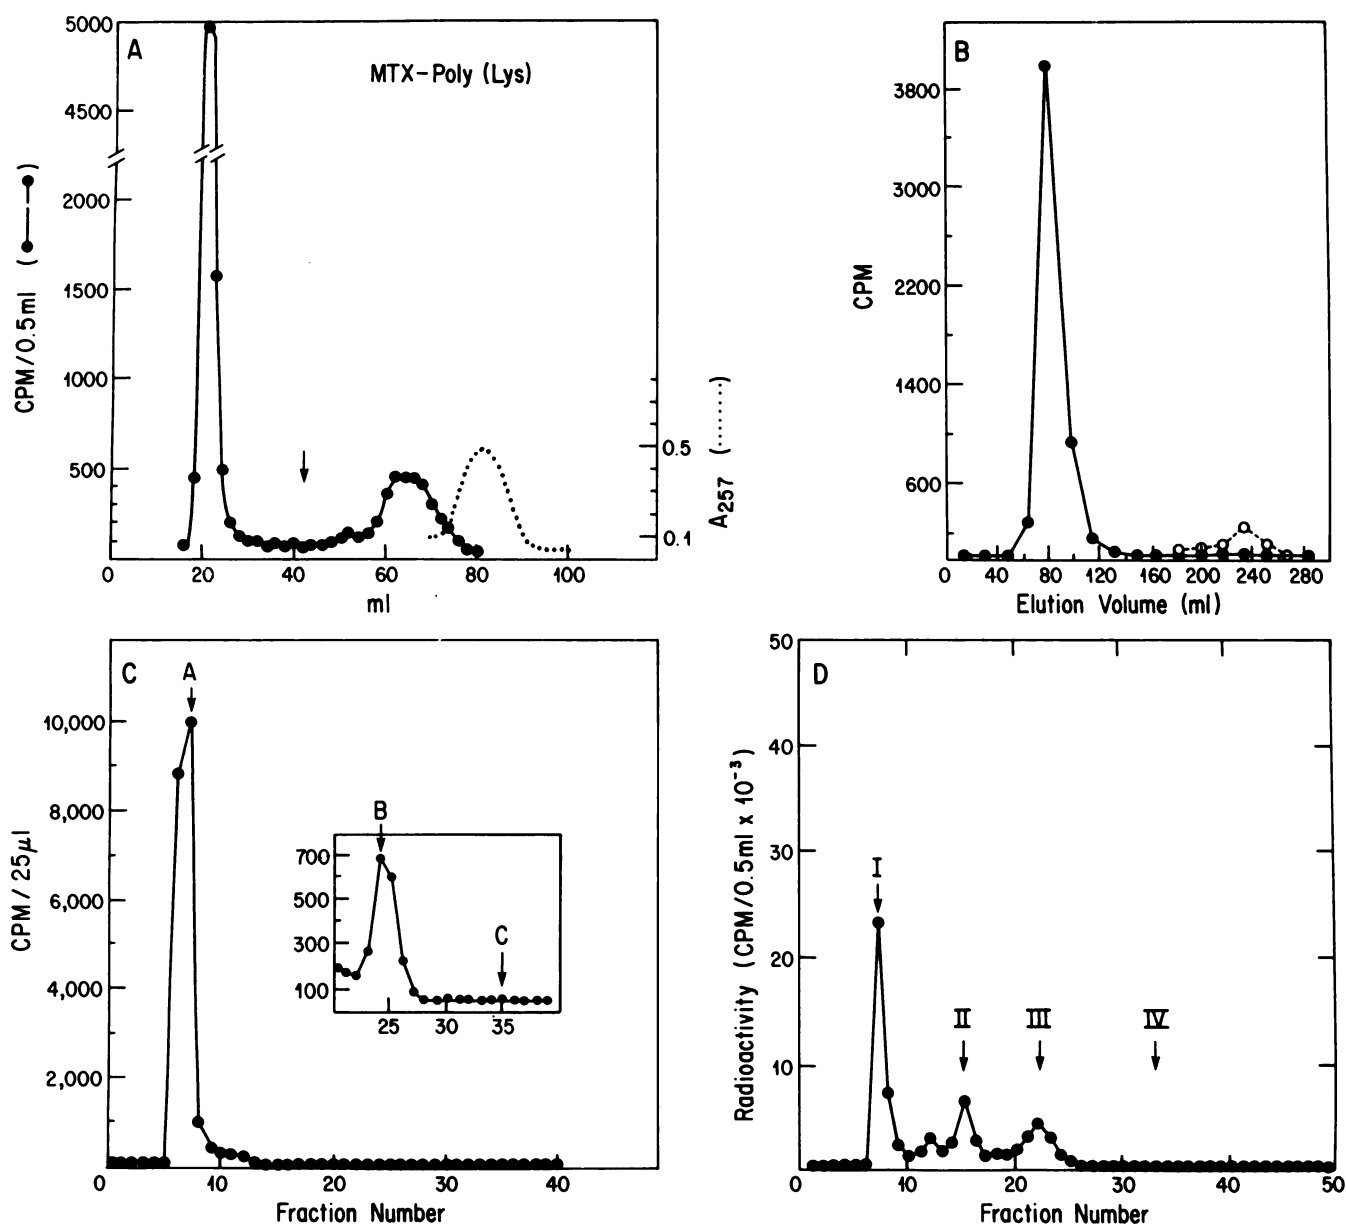 A
MTX-Poly (Lys)
5000
4500
2000
1500
1000
500
CPM/0.5ml (●—●)
0.5
0.1
A257 (........)
0 20 40 60 80 100
ml
B
3800
3000
2200
1400
600
CPM
0 40 80 120 160 200 240 280
Elution Volume (ml)
C
A
10,000
8,000
6,000
4,000
2,000
CPM/25μl
B
700
500
300
100
C
25 30 35
0 10 20 30 40
Fraction Number
D
50
40
30
20
10
Radioactivity (CPM/0.5ml x 10⁻³)
I
II III IV
0 10 20 30 40 50
Fraction Number